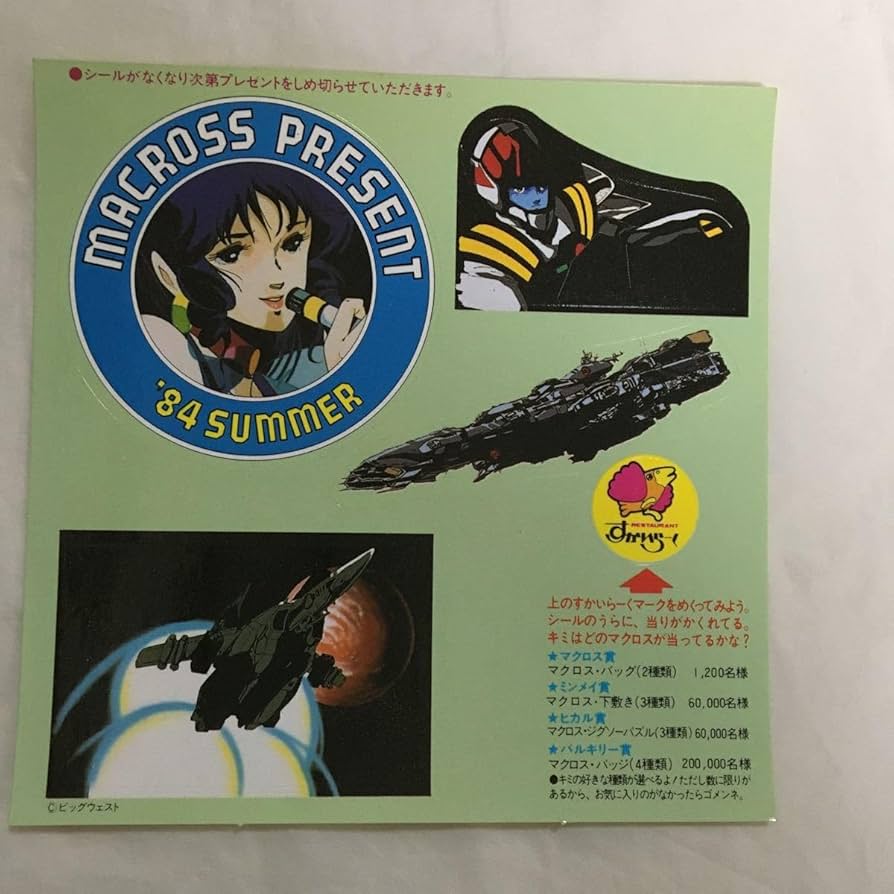 ●シールがなくなり次第プレゼントをしめ切らせていただきます。
MACROSS PRESENT
'84 SUMMER
RESTAURANT
すかいらーく
上のすかいらーくマークをめくってみよう。
シールのうらに、当りがかくれてる。
キミはどのマクロスが当ってるかな？
★マクロス賞
マクロス・バッグ(2種類) 1,200名様
★ミンメイ賞
マクロス・下敷き(3種類) 60,000名様
★ヒカル賞
マクロス・ジグソーパズル(3種類) 60,000名様
★バルキリー賞
マクロス・バッジ(4種類) 200,000名様
●キミの好きな種類が選べるよ！ただし数に限りが
あるから、お気に入りのがなかったらゴメンネ。
©ビッグウェスト